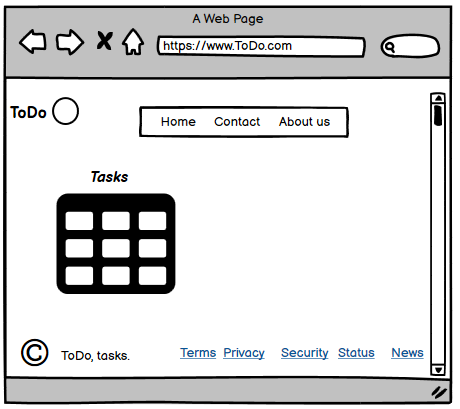 A Web Page
https://www.ToDo.com
ToDo
Home Contact About us
Tasks
© ToDo, tasks. Terms Privacy Security Status News